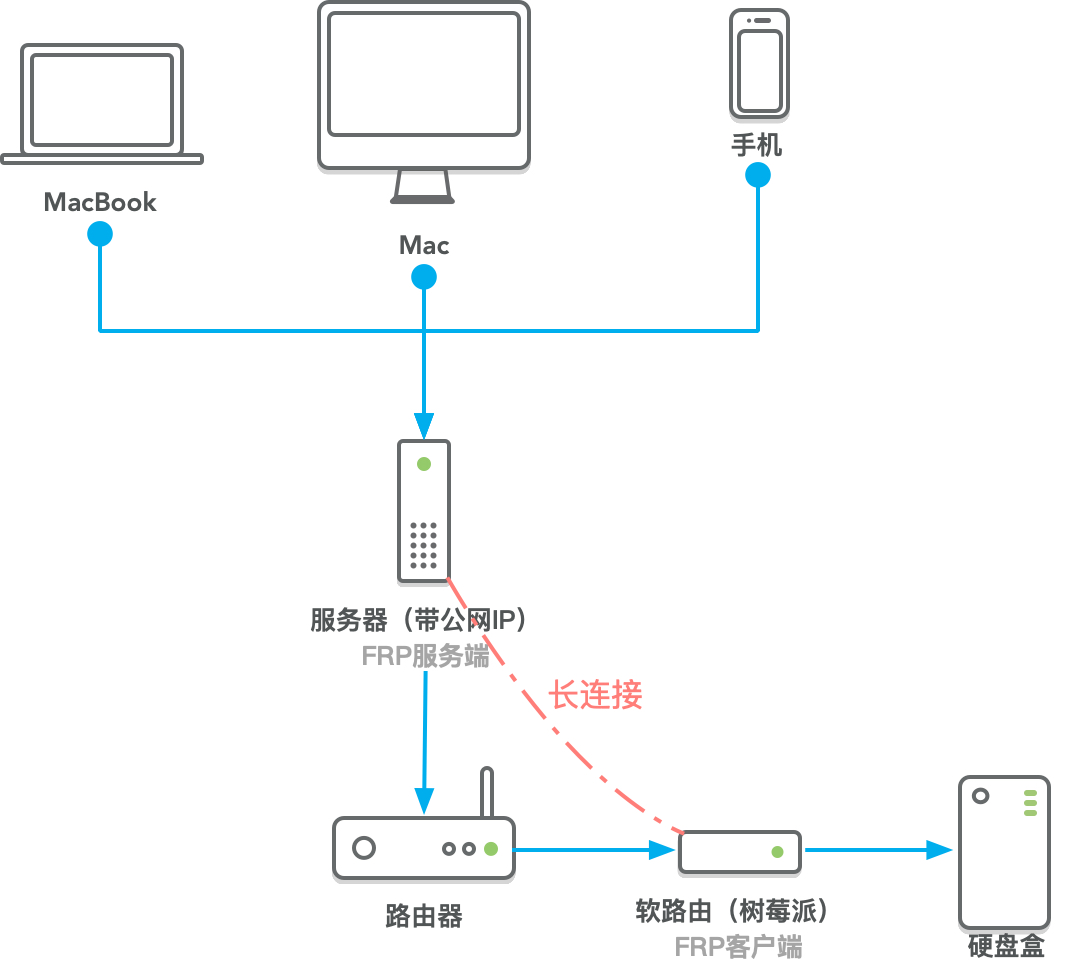 手机
MacBook
Mac
服务器（带公网IP）
FRP服务端
长连接
路由器
软路由（树莓派）
FRP客户端
硬盘盒